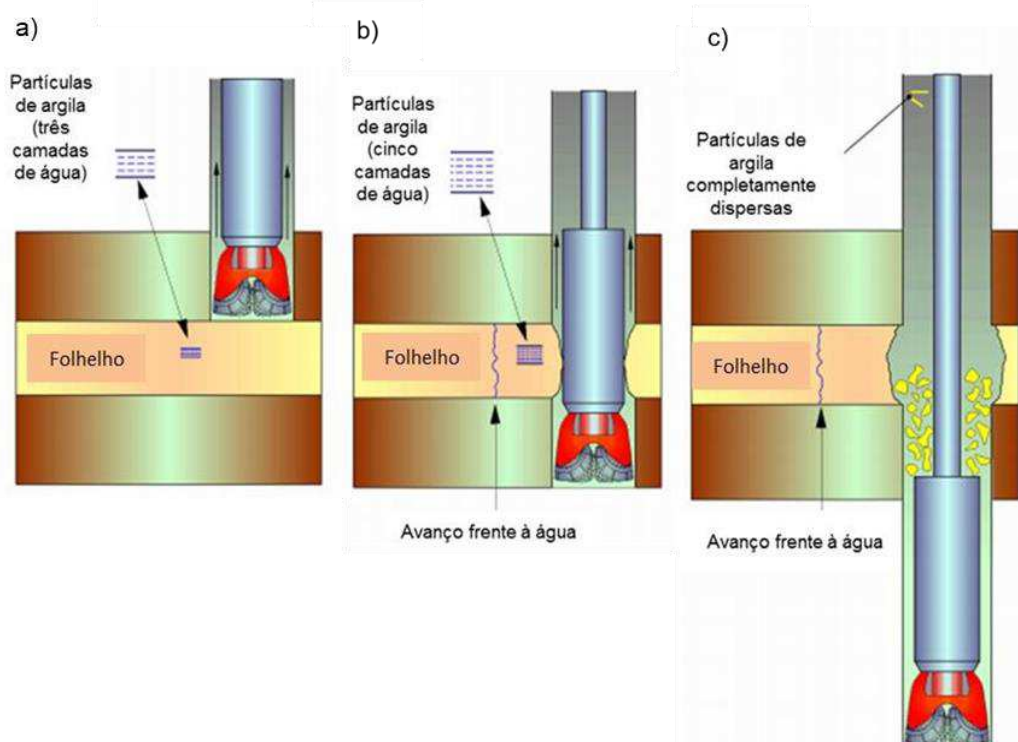 a)
Partículas
de argila
(três
camadas
de água)
Folhelho
b)
Partículas
de argila
(cinco
camadas
de água)
Folhelho
Avanço frente à água
c)
Partículas de
argila
completamente
dispersas
Folhelho
Avanço frente à água